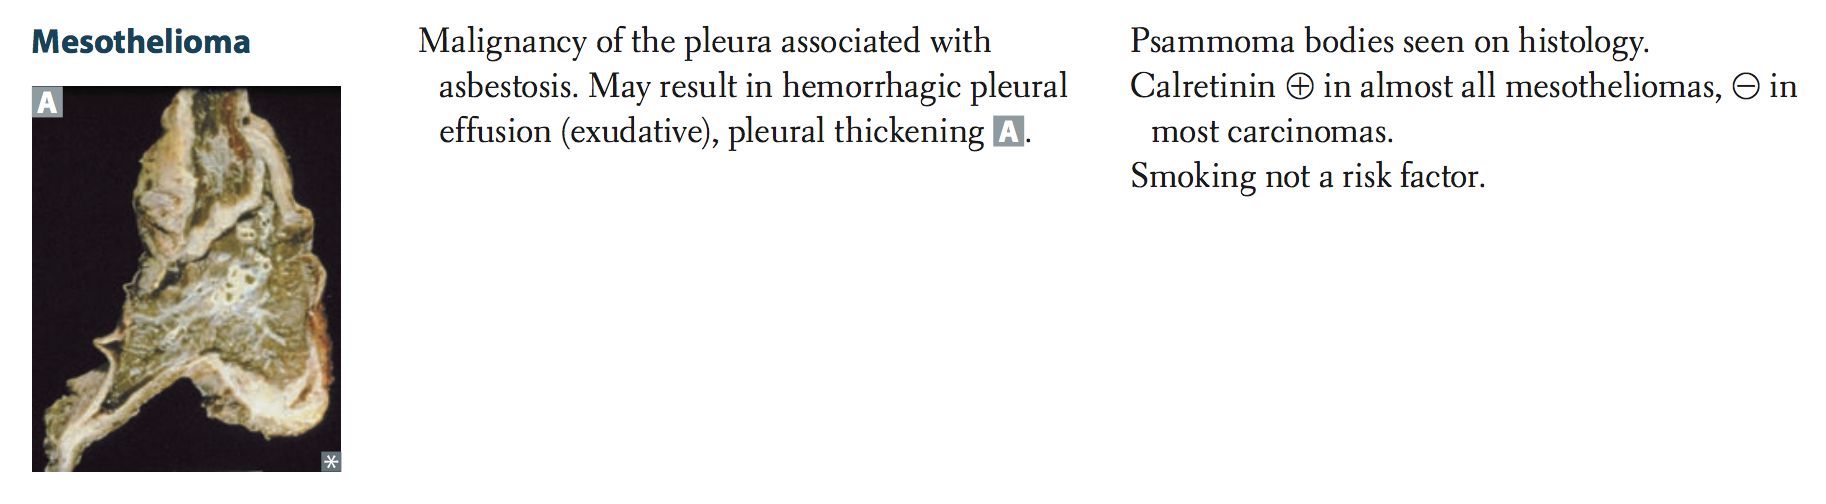 Mesothelioma
A
*
Malignancy of the pleura associated with
asbestosis. May result in hemorrhagic pleural
effusion (exudative), pleural thickening A.
Psammoma bodies seen on histology.
Calretinin ⊕ in almost all mesotheliomas, ⊖ in
most carcinomas.
Smoking not a risk factor.